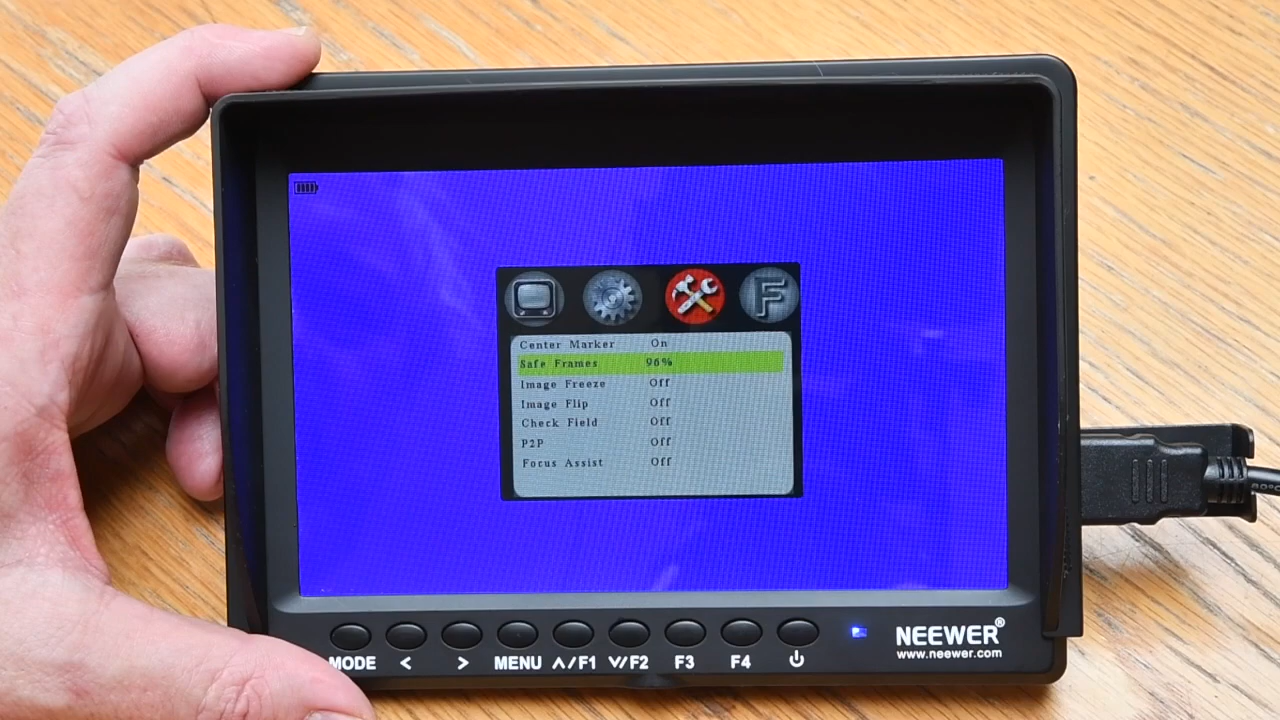 F
Center Marker On
Safe Frames 96%
Image Freeze Off
Image Flip Off
Check Field Off
P2P Off
Focus Assist Off
MODE < > MENU ∧/F1 ∨/F2 F3 F4
NEEWER®
www.neewer.com